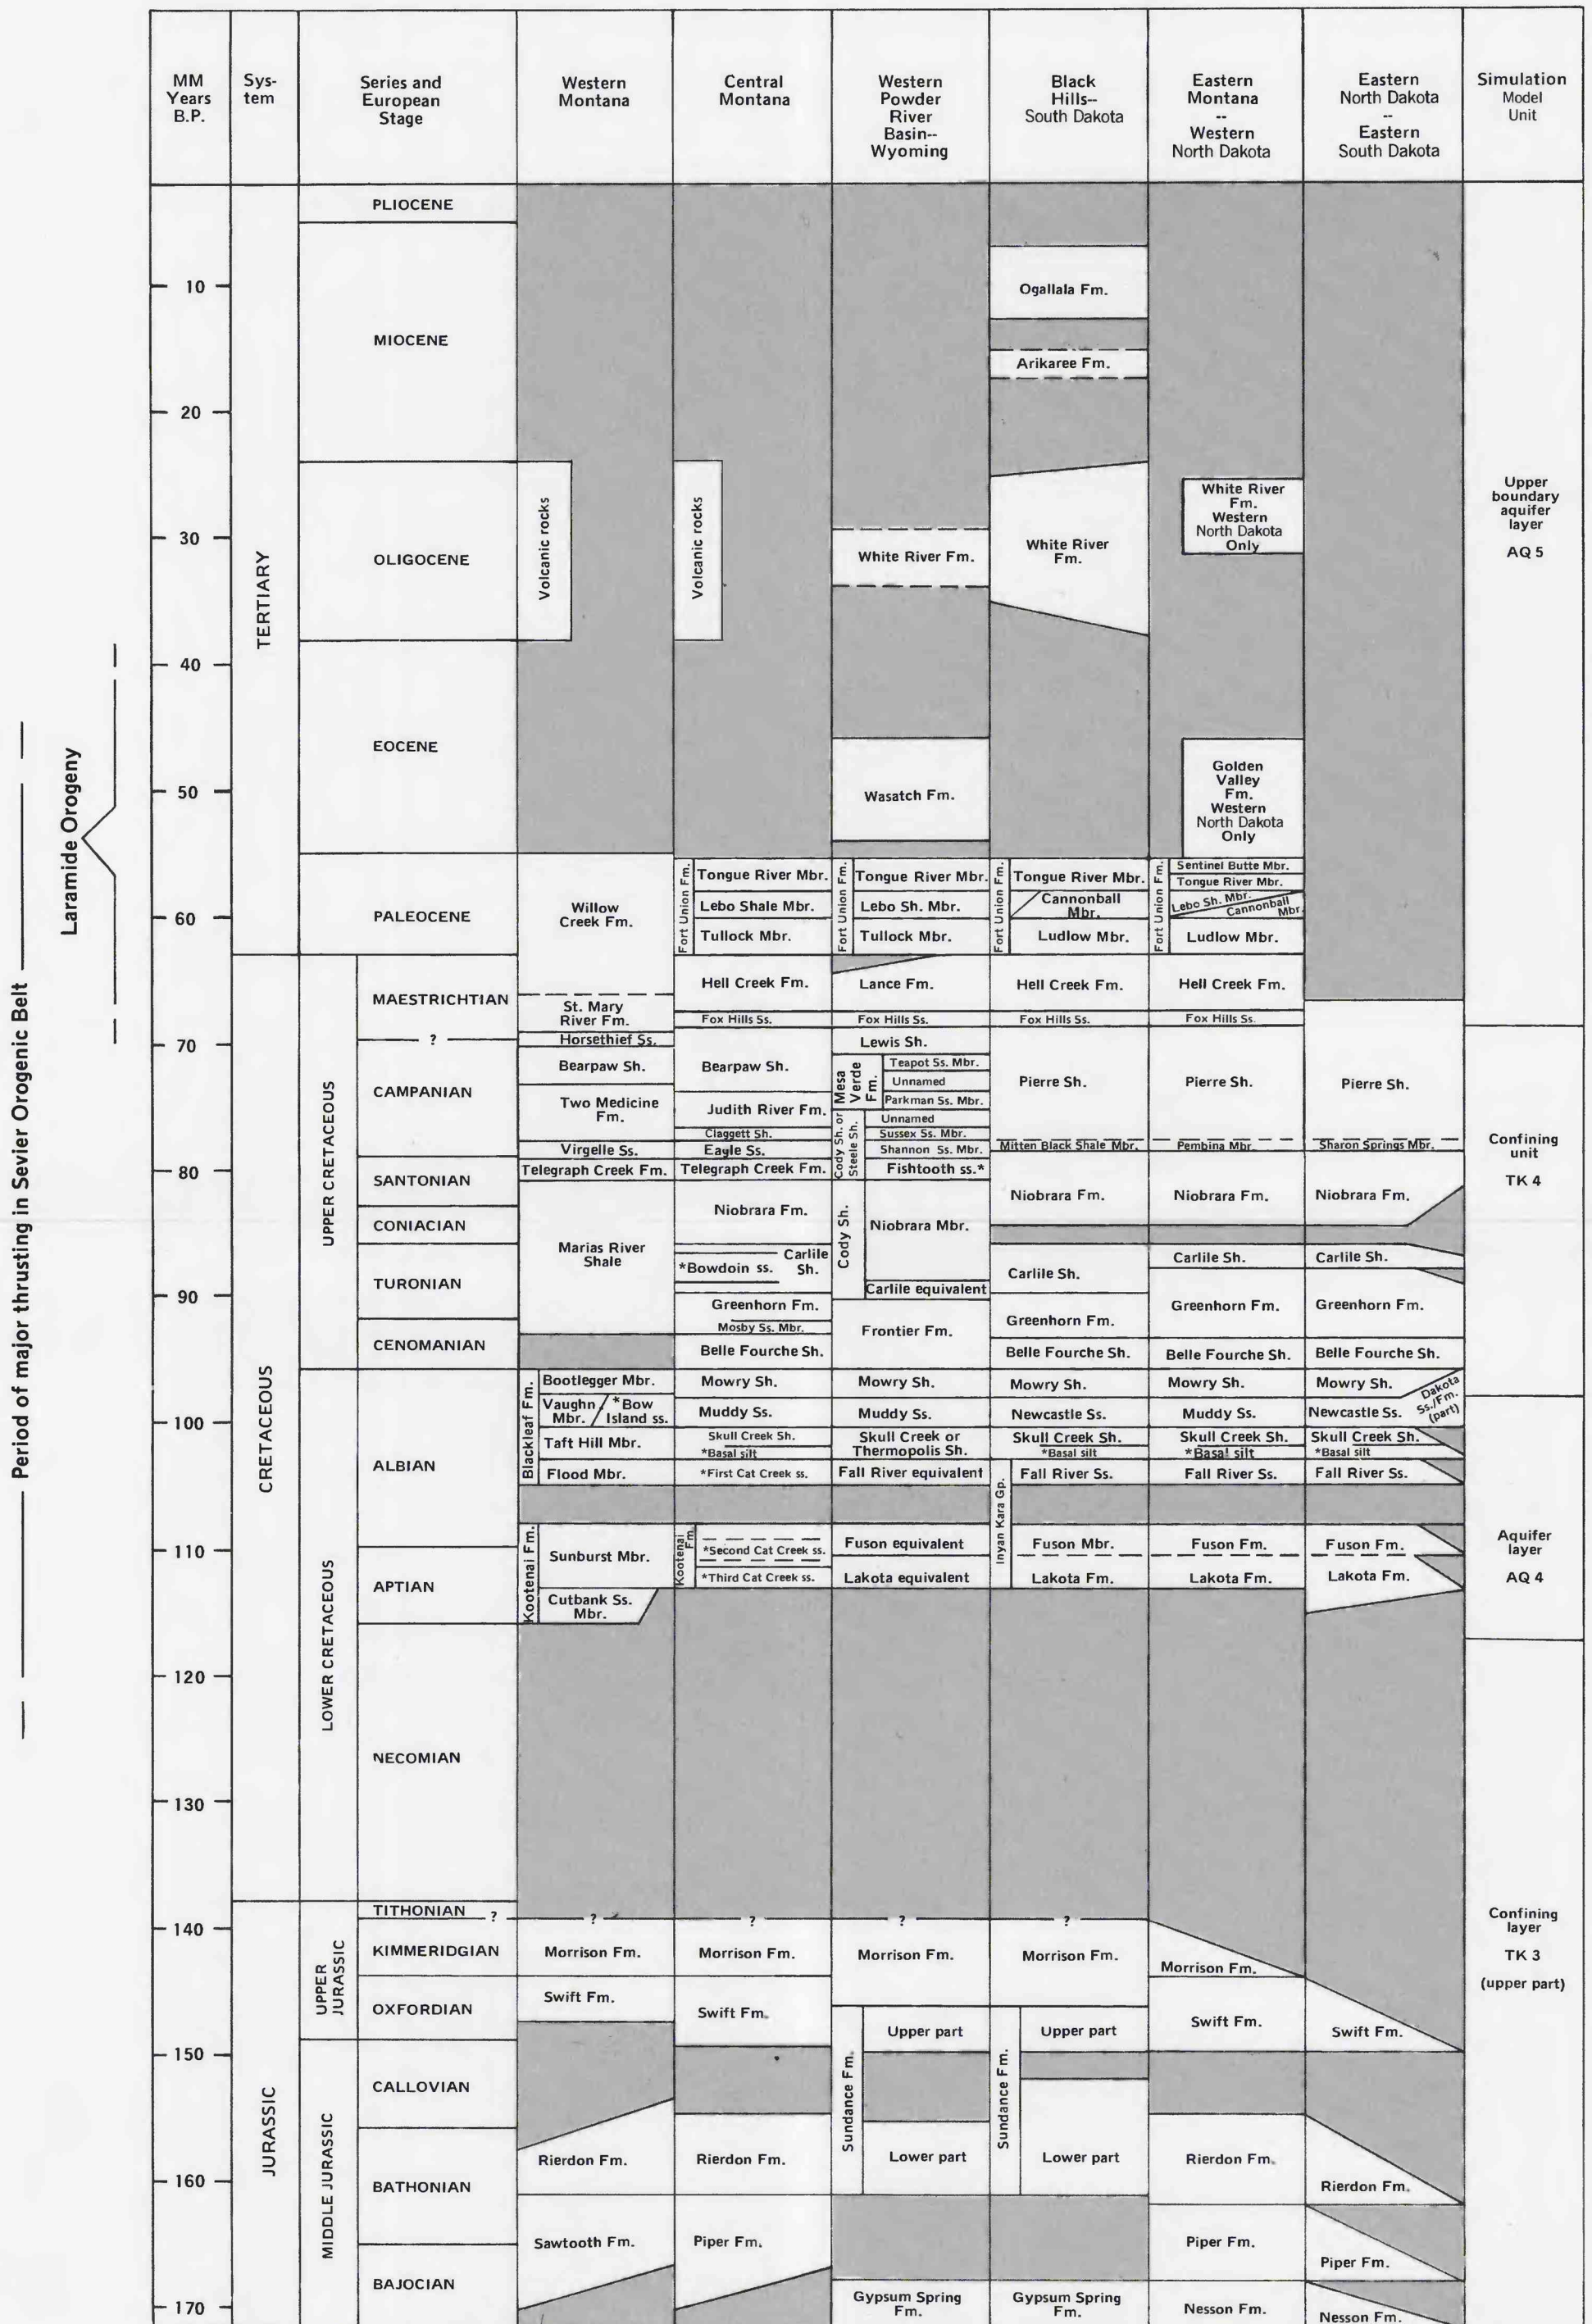 MM
Years
B.P.
Sys-
tem
Series and
European
Stage
Western
Montana
Central
Montana
Western
Powder
River
Basin--
Wyoming
Black
Hills--
South Dakota
Eastern
Montana
--
Western
North Dakota
Eastern
North Dakota
--
Eastern
South Dakota
Simulation
Model
Unit
Period of major thrusting in Sevier Orogenic Belt
Laramide Orogeny
10
20
30
40
50
60
70
80
90
100
110
120
130
140
150
160
170
TERTIARY
CRETACEOUS
JURASSIC
UPPER CRETACEOUS
LOWER CRETACEOUS
UPPER
JURASSIC
MIDDLE JURASSIC
PLIOCENE
MIOCENE
OLIGOCENE
EOCENE
PALEOCENE
MAESTRICHTIAN
?
CAMPANIAN
SANTONIAN
CONIACIAN
TURONIAN
CENOMANIAN
ALBIAN
APTIAN
NECOMIAN
TITHONIAN
?
KIMMERIDGIAN
OXFORDIAN
CALLOVIAN
BATHONIAN
BAJOCIAN
Volcanic rocks
Willow
Creek Fm.
St. Mary
River Fm.
Horsethief Ss.
Bearpaw Sh.
Two Medicine
Fm.
Virgelle Ss.
Telegraph Creek Fm.
Marias River
Shale
Blackleaf Fm.
Bootlegger Mbr.
Vaughn / *Bow
Mbr. / Island ss.
Taft Hill Mbr.
Flood Mbr.
Kootenai Fm.
Sunburst Mbr.
Cutbank Ss.
Mbr.
?
Morrison Fm.
Swift Fm.
Rierdon Fm.
Sawtooth Fm.
Volcanic rocks
Fort Union Fm.
Tongue River Mbr.
Lebo Shale Mbr.
Tullock Mbr.
Hell Creek Fm.
Fox Hills Ss.
Bearpaw Sh.
Judith River Fm.
Claggett Sh.
Eagle Ss.
Telegraph Creek Fm.
Niobrara Fm.
Carlile
*Bowdoin ss. Sh.
Greenhorn Fm.
Mosby Ss. Mbr.
Belle Fourche Sh.
Mowry Sh.
Muddy Ss.
Skull Creek Sh.
*Basal silt
*First Cat Creek ss.
Kootenai
Fm.
*Second Cat Creek ss.
*Third Cat Creek ss.
?
Morrison Fm.
Swift Fm.
Rierdon Fm.
Piper Fm.
White River Fm.
Wasatch Fm.
Fort Union Fm.
Tongue River Mbr.
Lebo Sh. Mbr.
Tullock Mbr.
Lance Fm.
Fox Hills Ss.
Lewis Sh.
Mesa
Verde
Fm.
Teapot Ss. Mbr.
Unnamed
Parkman Ss. Mbr.
Cody Sh. or
Steele Sh.
Unnamed
Sussex Ss. Mbr.
Shannon Ss. Mbr.
Fishtooth ss.*
Cody Sh.
Niobrara Mbr.
Carlile equivalent
Frontier Fm.
Mowry Sh.
Muddy Ss.
Skull Creek or
Thermopolis Sh.
Fall River equivalent
Fuson equivalent
Lakota equivalent
?
Morrison Fm.
Sundance Fm.
Upper part
Lower part
Gypsum Spring
Fm.
Ogallala Fm.
Arikaree Fm.
White River
Fm.
Fort Union Fm.
Tongue River Mbr.
Cannonball
Mbr.
Ludlow Mbr.
Hell Creek Fm.
Fox Hills Ss.
Pierre Sh.
Mitten Black Shale Mbr.
Niobrara Fm.
Carlile Sh.
Greenhorn Fm.
Belle Fourche Sh.
Mowry Sh.
Newcastle Ss.
Skull Creek Sh.
*Basal silt
Inyan Kara Gp.
Fall River Ss.
Fuson Mbr.
Lakota Fm.
?
Morrison Fm.
Sundance Fm.
Upper part
Lower part
Gypsum Spring
Fm.
White River
Fm.
Western
North Dakota
Only
Golden
Valley
Fm.
Western
North Dakota
Only
Fort Union Fm.
Sentinel Butte Mbr.
Tongue River Mbr.
Lebo Sh. Mbr.
Cannonball
Mbr.
Ludlow Mbr.
Hell Creek Fm.
Fox Hills Ss.
Pierre Sh.
Pembina Mbr.
Niobrara Fm.
Carlile Sh.
Greenhorn Fm.
Belle Fourche Sh.
Mowry Sh.
Muddy Ss.
Skull Creek Sh.
*Basal silt
Fall River Ss.
Fuson Fm.
Lakota Fm.
Morrison Fm.
Swift Fm.
Rierdon Fm.
Piper Fm.
Nesson Fm.
Pierre Sh.
Sharon Springs Mbr.
Niobrara Fm.
Carlile Sh.
Greenhorn Fm.
Belle Fourche Sh.
Mowry Sh.
Dakota
Ss./Fm.
(part)
Newcastle Ss.
Skull Creek Sh.
*Basal silt
Fall River Ss.
Fuson Fm.
Lakota Fm.
Swift Fm.
Rierdon Fm.
Piper Fm.
Nesson Fm.
Upper
boundary
aquifer
layer
AQ 5
Confining
unit
TK 4
Aquifer
layer
AQ 4
Confining
layer
TK 3
(upper part)